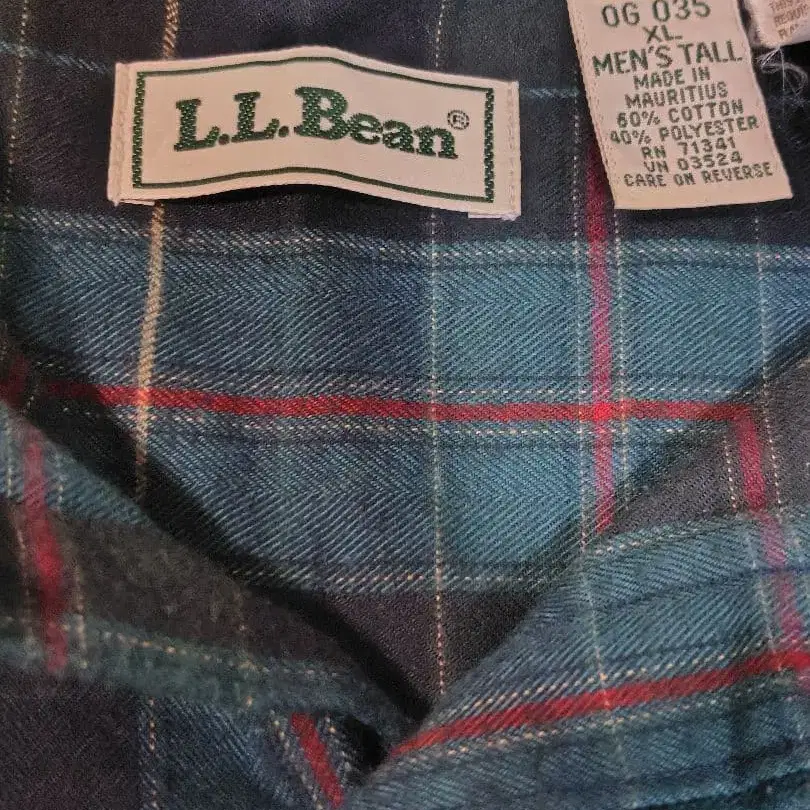 L.L.Bean®
OG 035
XL
MEN'S TALL
MADE IN
MAURITIUS
60% COTTON
40% POLYESTER
RN 71341
VN 03524
CARE ON REVERSE